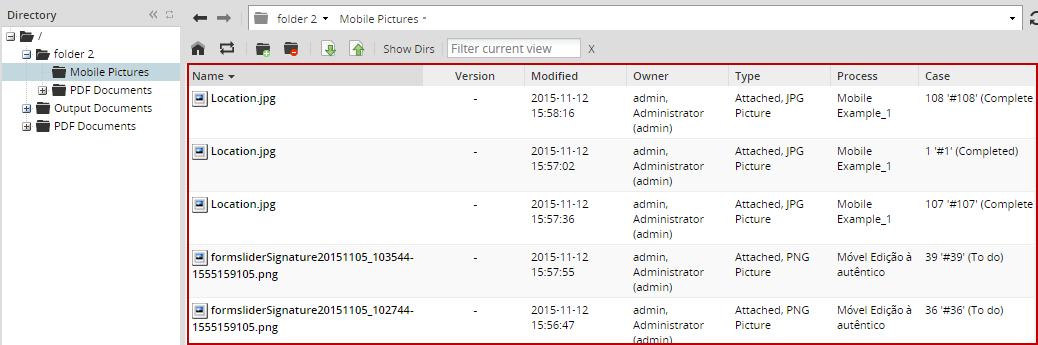 Directory
/
folder 2
Mobile Pictures
PDF Documents
Output Documents
PDF Documents
folder 2 Mobile Pictures
Show Dirs Filter current view X
Name Version Modified Owner Type Process Case
Location.jpg - 2015-11-12 admin, Attached, JPG Mobile 108 '#108' (Complete
15:58:16 Administrator Picture Example_1
(admin)
Location.jpg - 2015-11-12 admin, Attached, JPG Mobile 1 '#1' (Completed)
15:57:02 Administrator Picture Example_1
(admin)
Location.jpg - 2015-11-12 admin, Attached, JPG Mobile 107 '#107' (Complete
15:57:36 Administrator Picture Example_1
(admin)
formsliderSignature20151105_103544- - 2015-11-12 admin, Attached, PNG Móvel Edição à 39 '#39' (To do)
1555159105.png 15:57:55 Administrator Picture autêntico
(admin)
formsliderSignature20151105_102744- - 2015-11-12 admin, Attached, PNG Móvel Edição à 36 '#36' (To do)
1555159105.png 15:56:47 Administrator Picture autêntico
(admin)